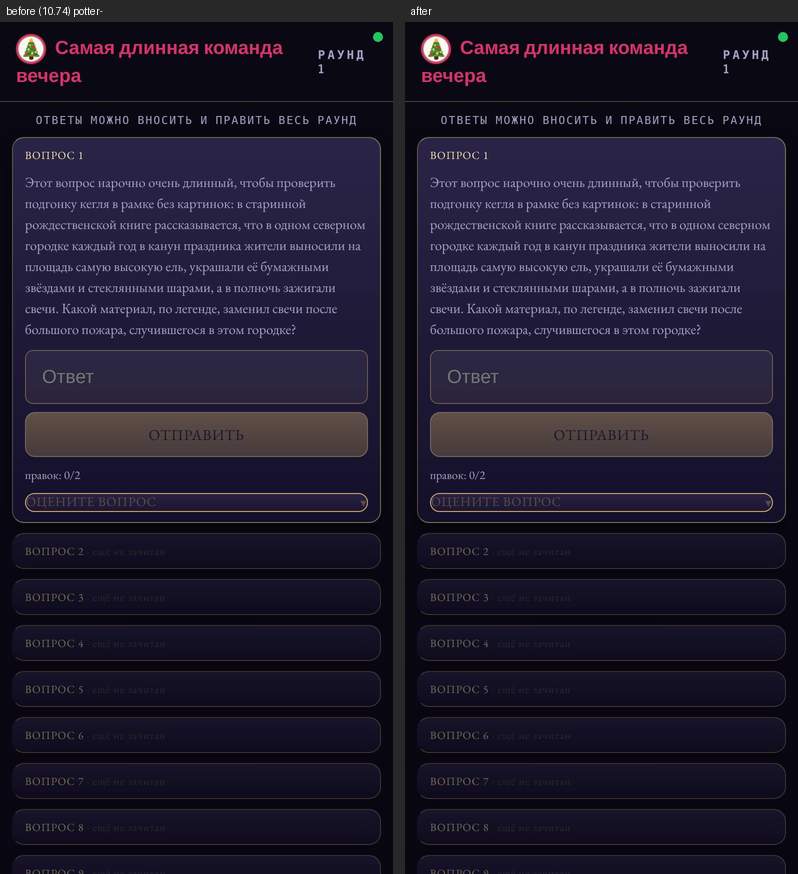 before (10.74) potter-
Самая длинная команда
вечера
РАУНД
1
ОТВЕТЫ МОЖНО ВНОСИТЬ И ПРАВИТЬ ВЕСЬ РАУНД
ВОПРОС 1
Этот вопрос нарочно очень длинный, чтобы проверить
подгонку кегля в рамке без картинок: в старинной
рождественской книге рассказывается, что в одном северном
городке каждый год в канун праздника жители выносили на
площадь самую высокую ель, украшали её бумажными
звёздами и стеклянными шарами, а в полночь зажигали
свечи. Какой материал, по легенде, заменил свечи после
большого пожара, случившегося в этом городке?
Ответ
ОТПРАВИТЬ
правок: 0/2
ОЦЕНИТЕ ВОПРОС
ВОПРОС 2 · ещё не зачитан
ВОПРОС 3 · ещё не зачитан
ВОПРОС 4 · ещё не зачитан
ВОПРОС 5 · ещё не зачитан
ВОПРОС 6 · ещё не зачитан
ВОПРОС 7 · ещё не зачитан
ВОПРОС 8 · ещё не зачитан
ВОПРОС 9 · ещё не зачитан
after
Самая длинная команда
вечера
РАУНД
1
ОТВЕТЫ МОЖНО ВНОСИТЬ И ПРАВИТЬ ВЕСЬ РАУНД
ВОПРОС 1
Этот вопрос нарочно очень длинный, чтобы проверить
подгонку кегля в рамке без картинок: в старинной
рождественской книге рассказывается, что в одном северном
городке каждый год в канун праздника жители выносили на
площадь самую высокую ель, украшали её бумажными
звёздами и стеклянными шарами, а в полночь зажигали
свечи. Какой материал, по легенде, заменил свечи после
большого пожара, случившегося в этом городке?
Ответ
ОТПРАВИТЬ
правок: 0/2
ОЦЕНИТЕ ВОПРОС
ВОПРОС 2 · ещё не зачитан
ВОПРОС 3 · ещё не зачитан
ВОПРОС 4 · ещё не зачитан
ВОПРОС 5 · ещё не зачитан
ВОПРОС 6 · ещё не зачитан
ВОПРОС 7 · ещё не зачитан
ВОПРОС 8 · ещё не зачитан
ВОПРОС 9 · ещё не зачитан